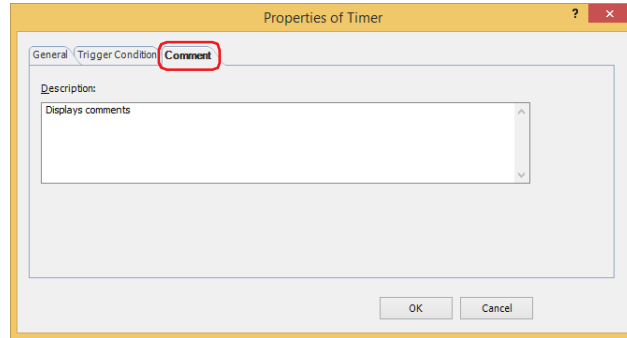 Properties of Timer ? ×
General Trigger Condition Comment
Description:
Displays comments
OK Cancel